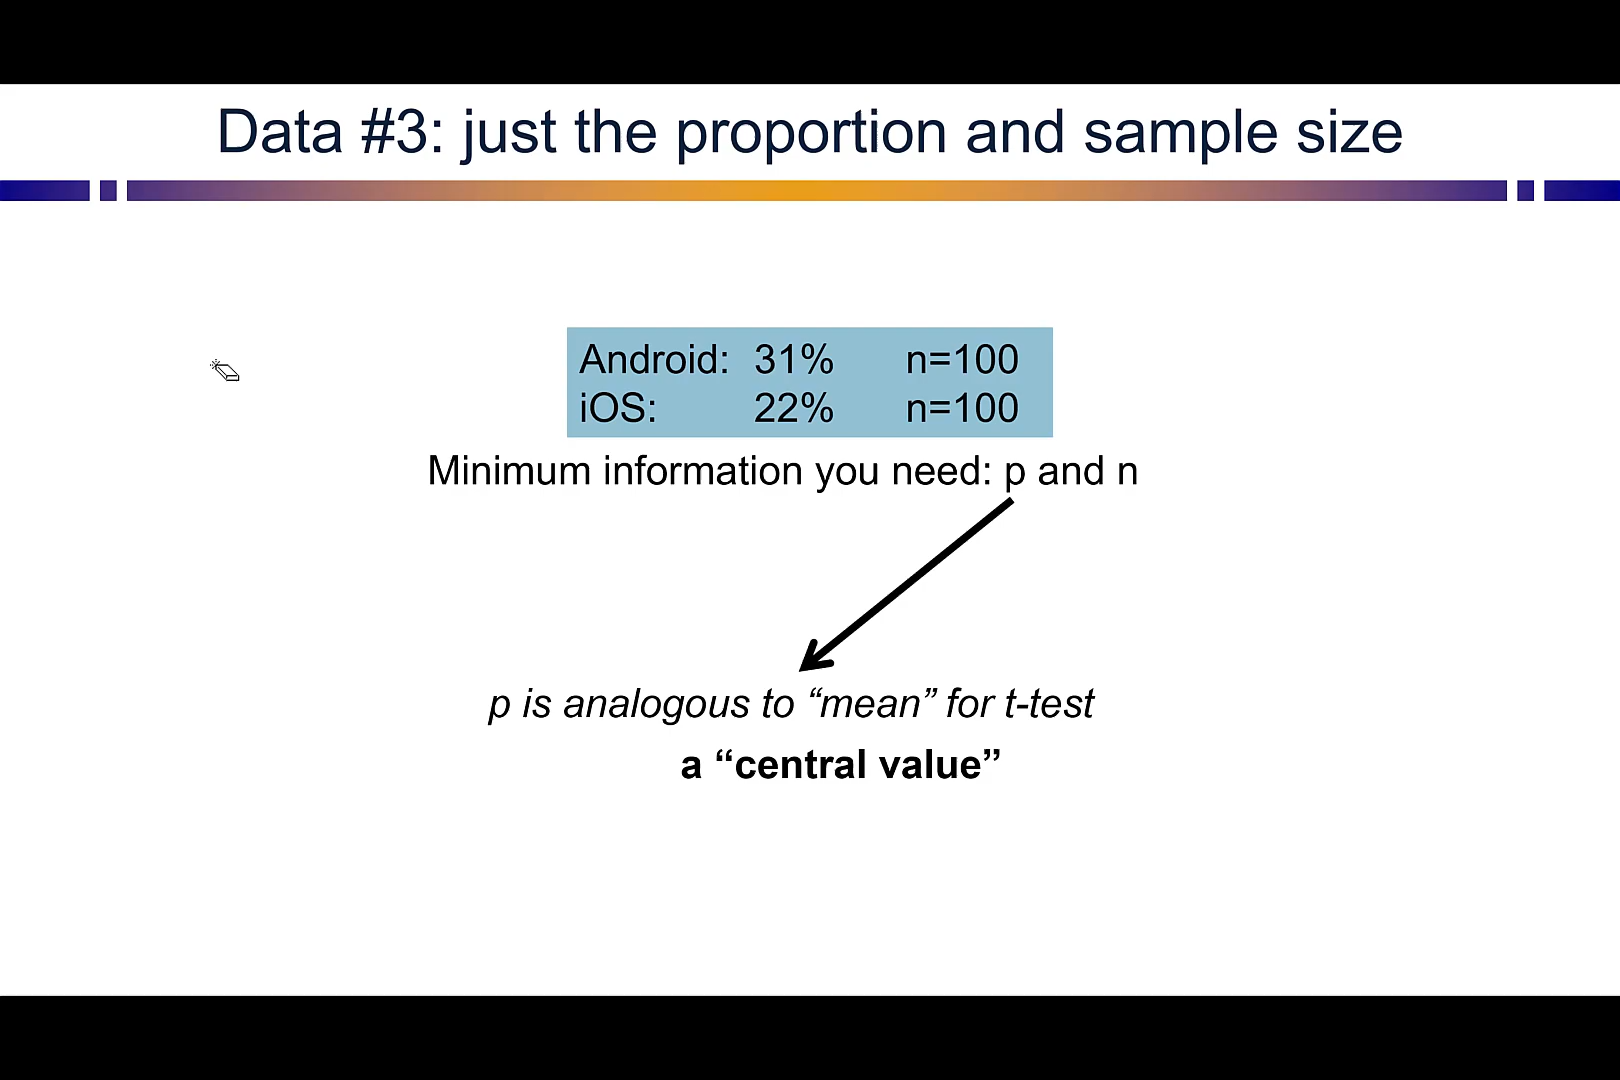 Data #3: just the proportion and sample size
Android: 31% n=100
iOS: 22% n=100
Minimum information you need: p and n
p is analogous to “mean” for t-test
a “central value”